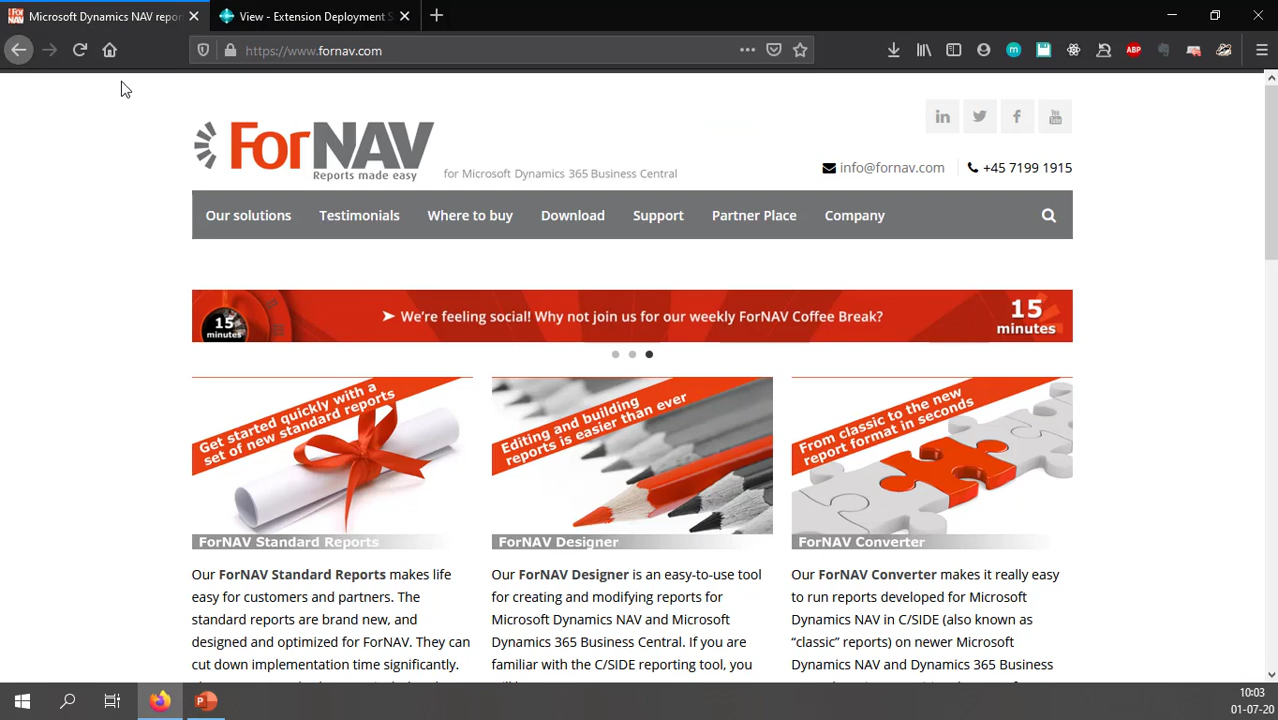 Microsoft Dynamics NAV repor
View - Extension Deployment S
https://www.fornav.com
ABP
ForNAV
Reports made easy
for Microsoft Dynamics 365 Business Central
info@fornav.com
+45 7199 1915
Our solutions
Testimonials
Where to buy
Download
Support
Partner Place
Company
15
minutes
➤ We're feeling social! Why not join us for our weekly ForNAV Coffee Break?
15
minutes
Get started quickly with a
set of new standard reports
ForNAV Standard Reports
Our ForNAV Standard Reports makes life
easy for customers and partners. The
standard reports are brand new, and
designed and optimized for ForNAV. They can
cut down implementation time significantly.
Editing and building
reports is easier than ever
ForNAV Designer
Our ForNAV Designer is an easy-to-use tool
for creating and modifying reports for
Microsoft Dynamics NAV and Microsoft
Dynamics 365 Business Central. If you are
familiar with the C/SIDE reporting tool, you
From classic to the new
report format in seconds
ForNAV Converter
Our ForNAV Converter makes it really easy
to run reports developed for Microsoft
Dynamics NAV in C/SIDE (also known as
“classic” reports) on newer Microsoft
Dynamics NAV and Dynamics 365 Business
10:03
01-07-20